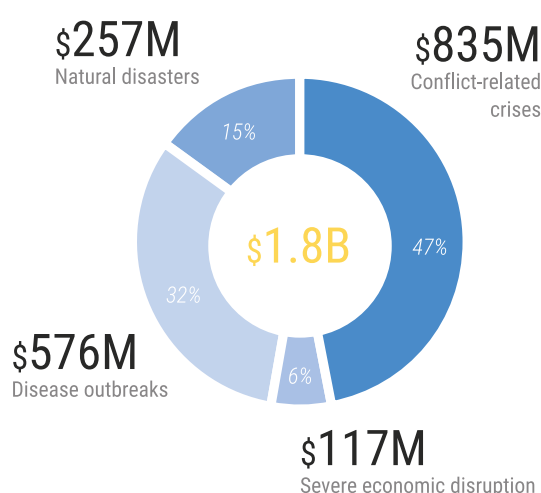 $257M
Natural disasters
$835M
Conflict-related
crises
15%
47%
$1.8B
32%
6%
$576M
Disease outbreaks
$117M
Severe economic disruption